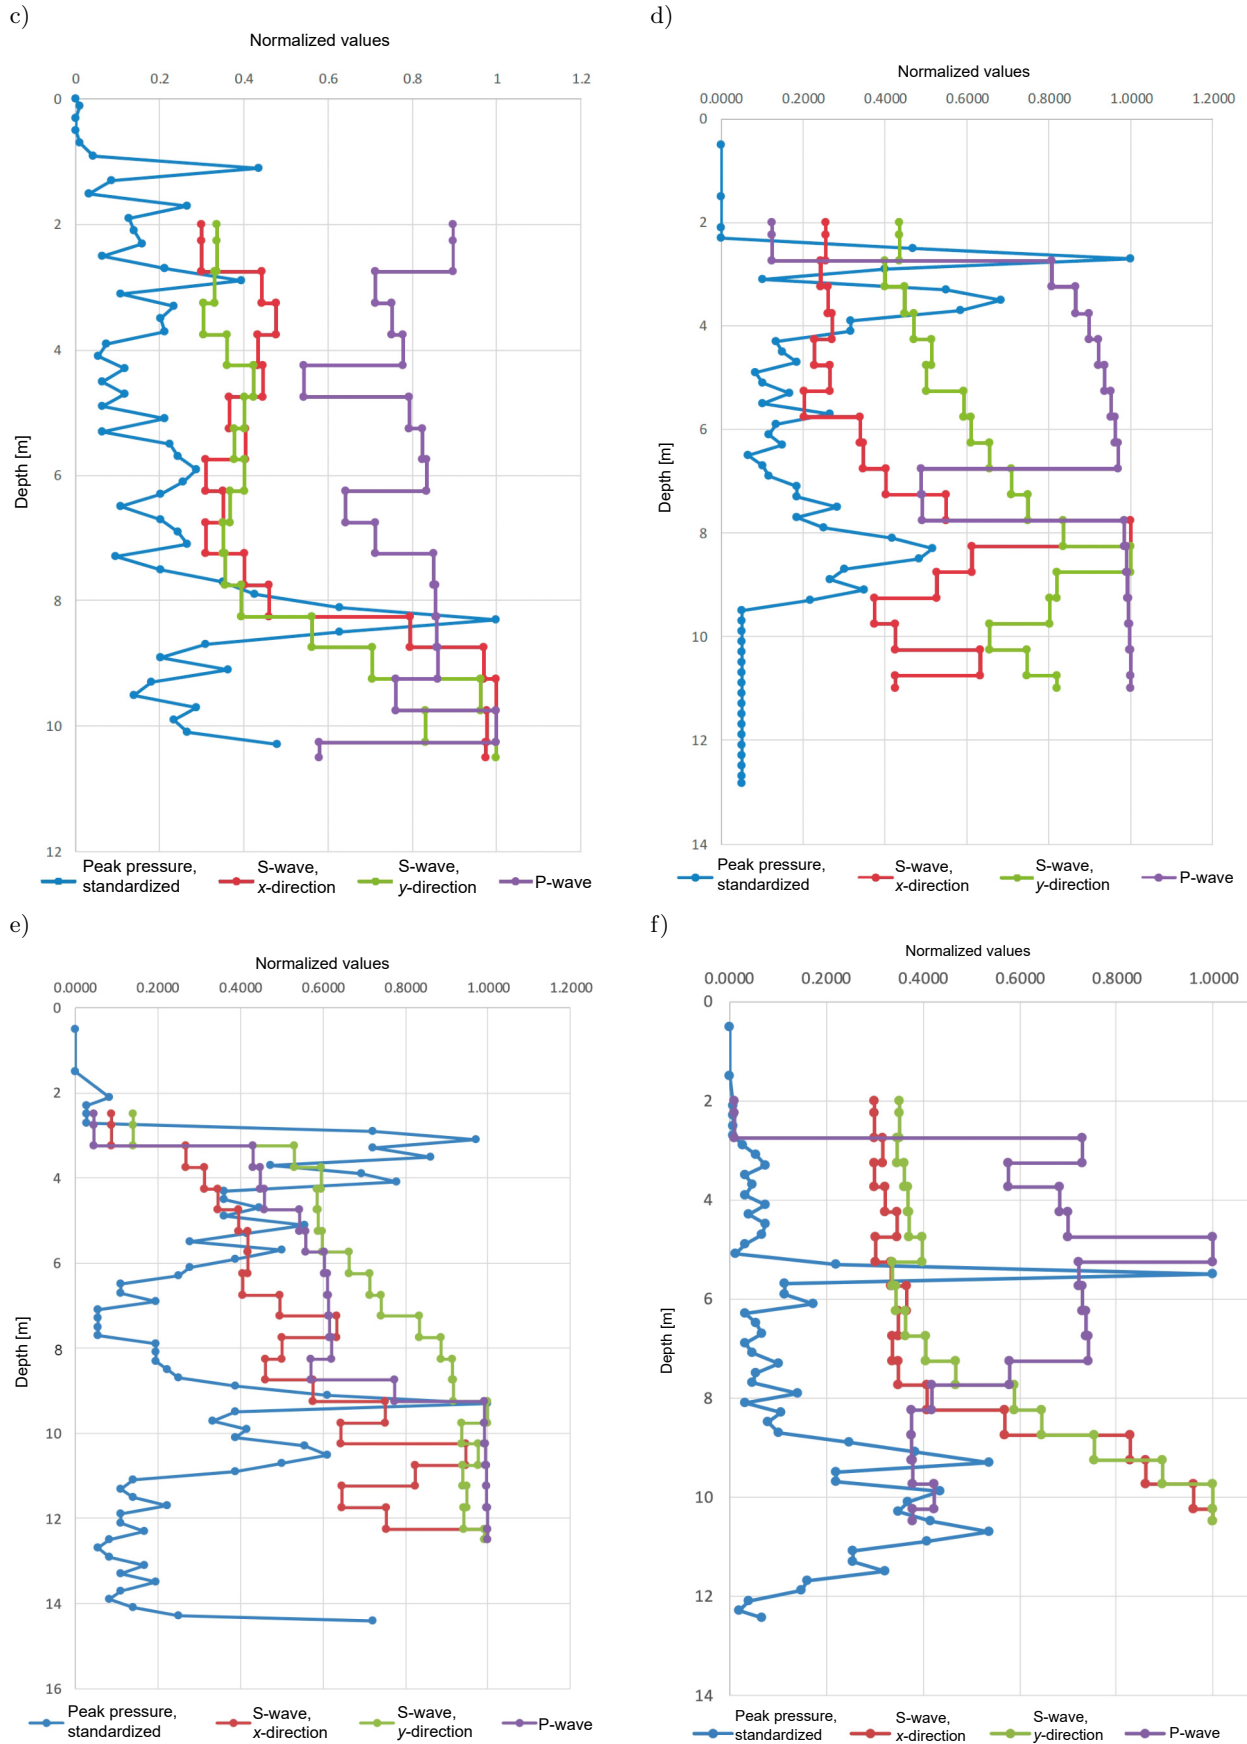 c)
Normalized values
0 0.2 0.4 0.6 0.8 1 1.2
0
2
4
6
8
10
12
Depth [m]
Peak pressure, standardized
S-wave, x-direction
S-wave, y-direction
P-wave
d)
Normalized values
0.0000 0.2000 0.4000 0.6000 0.8000 1.0000 1.2000
0
2
4
6
8
10
12
14
Depth [m]
Peak pressure, standardized
S-wave, x-direction
S-wave, y-direction
P-wave
e)
Normalized values
0.0000 0.2000 0.4000 0.6000 0.8000 1.0000 1.2000
0
2
4
6
8
10
12
14
16
Depth [m]
Peak pressure, standardized
S-wave, x-direction
S-wave, y-direction
P-wave
f)
Normalized values
0.0000 0.2000 0.4000 0.6000 0.8000 1.0000
0
2
4
6
8
10
12
14
Depth [m]
Peak pressure, standardized
S-wave, x-direction
S-wave, y-direction
P-wave